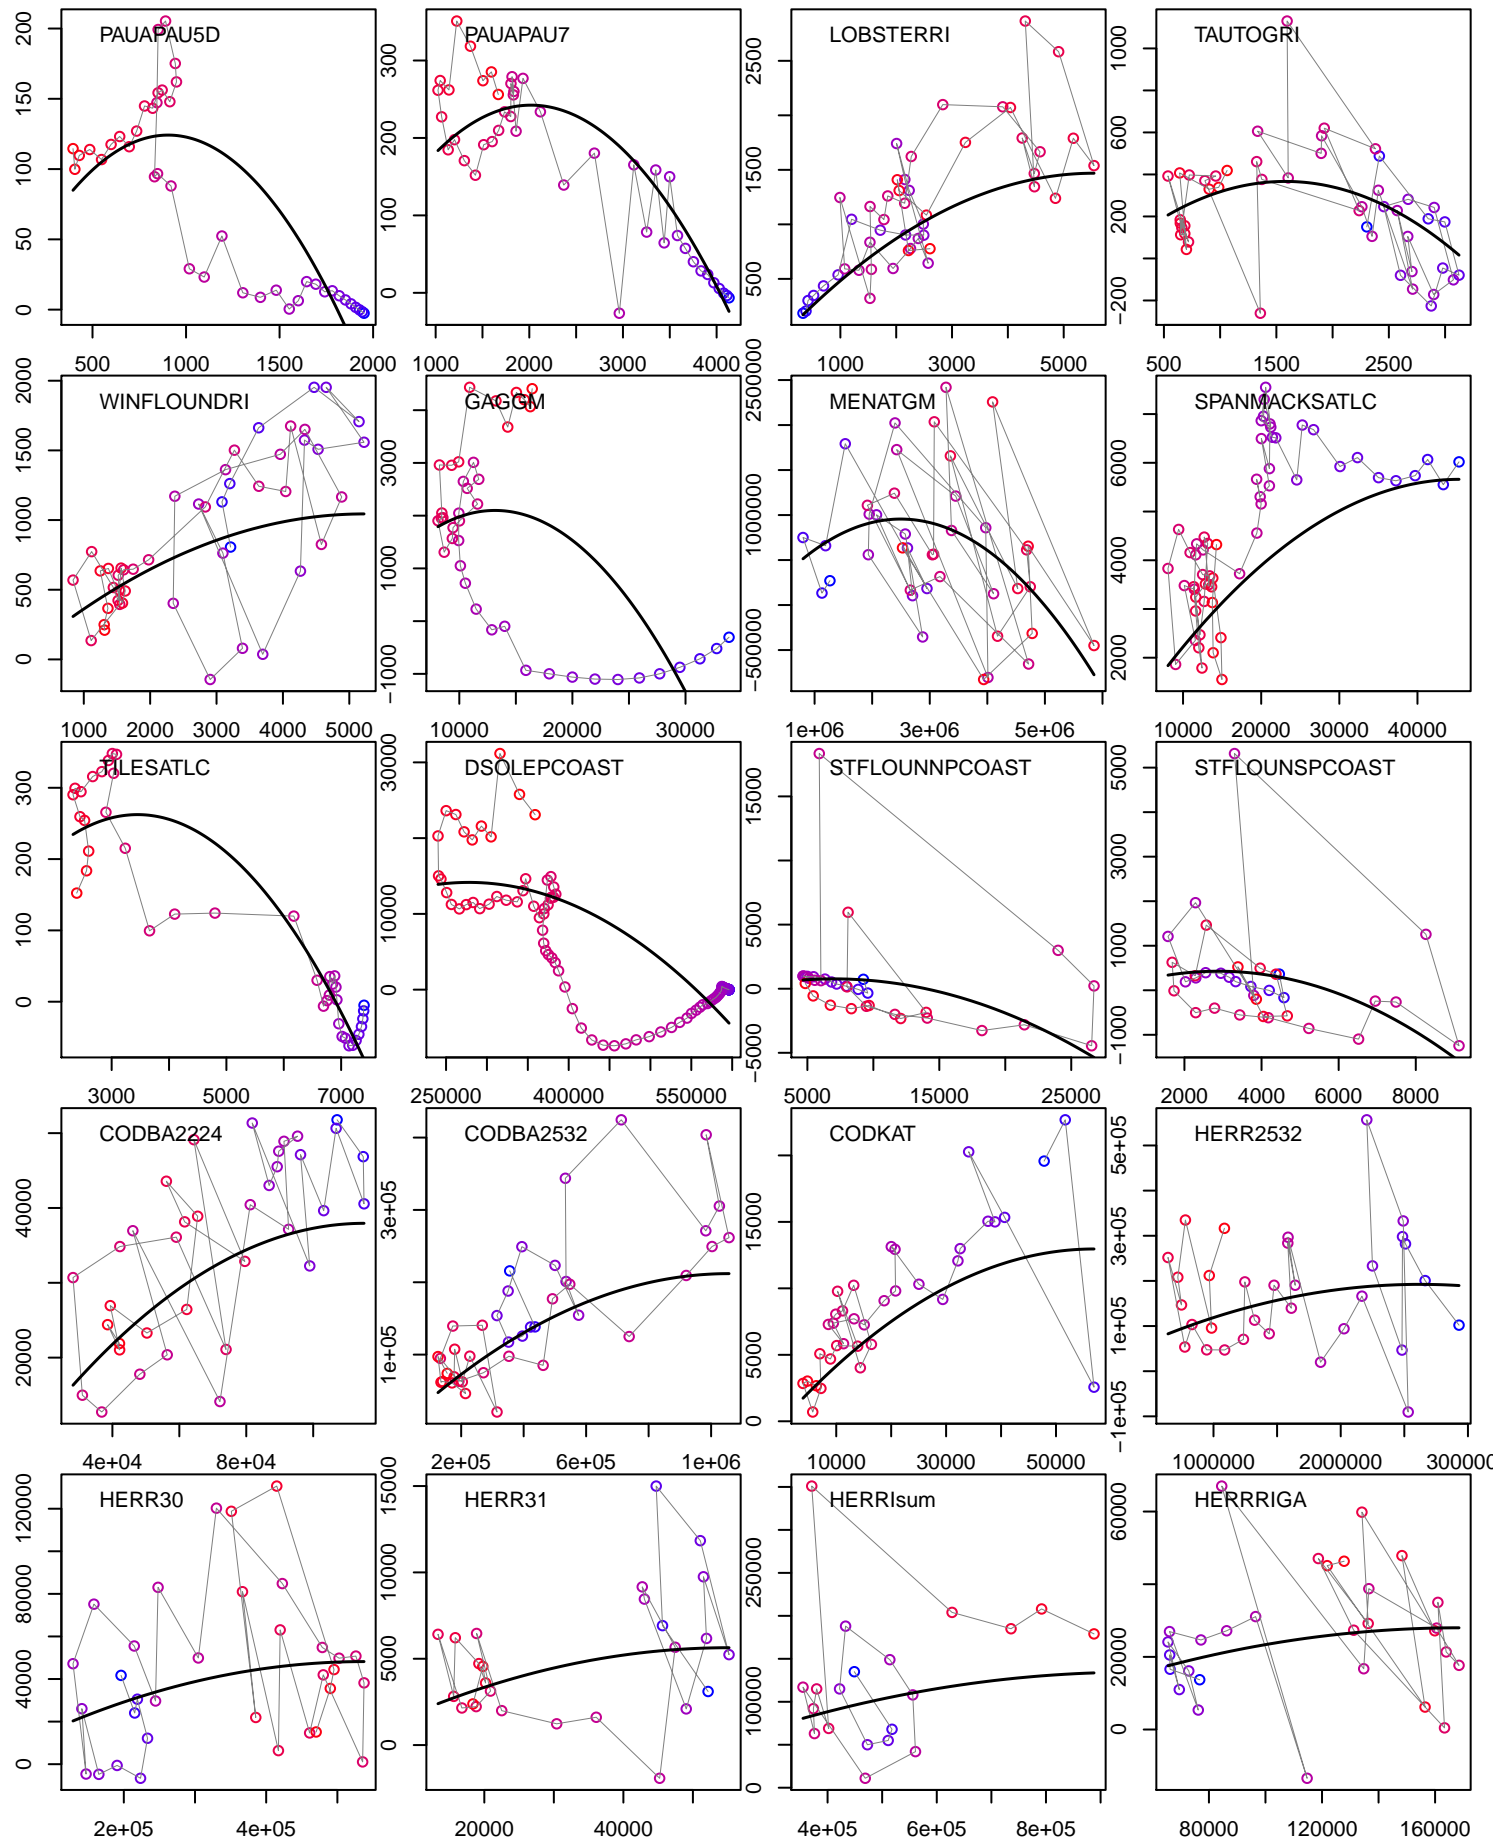 PAUAPAU5D
0 50 100 150 200
500 1000 1500 2000
PAUAPAU7
0 100 200 300
1000 2000 3000 4000
LOBSTERRI
500 1500 2500
1000 3000 5000
TAUTOGRI
−200 200 600 1000
500 1500 2500
WINFLOUNDRI
0 500 1000 1500 2000
1000 2000 3000 4000 5000
GAGGM
−1000 1000 3000
10000 20000 30000
MENATGM
−500000 1000000 2500000
1e+06 3e+06 5e+06
SPANMACKSATLC
2000 4000 6000
10000 20000 30000 40000
TILESATLC
0 100 200 300
3000 5000 7000
DSOLEPCOAST
0 10000 30000
250000 400000 550000
STFLOUNNPCOAST
−5000 5000 15000
5000 15000 25000
STFLOUNSPCOAST
−1000 1000 3000 5000
2000 4000 6000 8000
CODBA2224
20000 40000
4e+04 8e+04
CODBA2532
1e+05 3e+05
2e+05 6e+05 1e+06
CODKAT
0 5000 15000
10000 30000 50000
HERR2532
−1e+05 1e+05 3e+05 5e+05
10000000 20000000 300000
HERR30
0 40000 80000 120000
2e+05 4e+05
HERR31
0 5000 10000 15000
20000 40000
HERRIsum
0 100000 250000
4e+05 6e+05 8e+05
HERRRIGA
0 20000 60000
80000 120000 160000